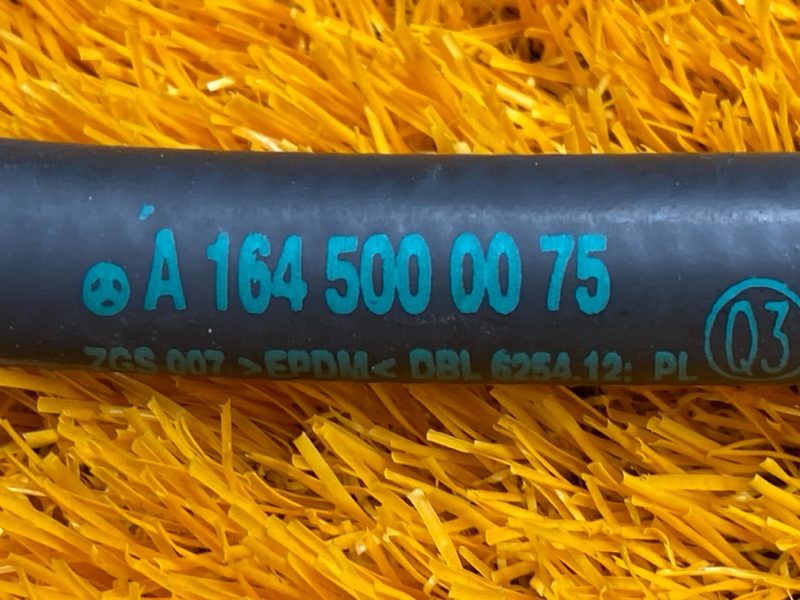 A 164 500 00 75
Q3
ZGS 007 >EPDM< DBL 6254.12: PL